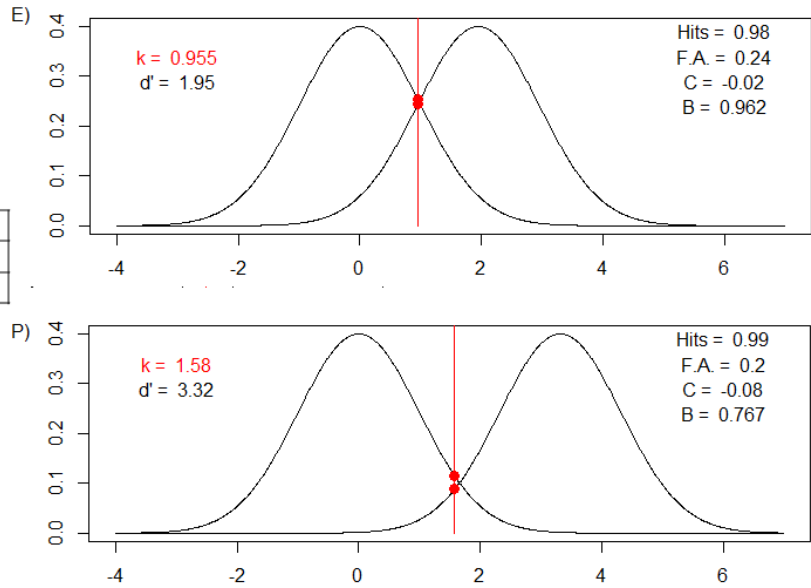 E)
k = 0.955
d' = 1.95
Hits = 0.98
F.A. = 0.24
C = -0.02
B = 0.962
0.4
0.3
0.2
0.1
0.0
-4 -2 0 2 4 6
P)
k = 1.58
d' = 3.32
Hits = 0.99
F.A. = 0.2
C = -0.08
B = 0.767
0.4
0.3
0.2
0.1
0.0
-4 -2 0 2 4 6